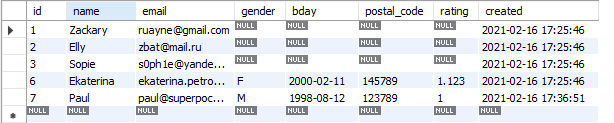 id name email gender bday postal_code rating created
1 Zackary ruayne@gmail.com NULL NULL NULL NULL 2021-02-16 17:25:46
2 Elly zbat@mail.ru NULL NULL NULL NULL 2021-02-16 17:25:46
3 Sopie s0ph1e@yande... NULL NULL NULL NULL 2021-02-16 17:25:46
6 Ekaterina ekaterina.petro... F 2000-02-11 145789 1.123 2021-02-16 17:25:46
7 Paul paul@superpoc... M 1998-08-12 123789 1 2021-02-16 17:36:51
NULL NULL NULL NULL NULL NULL NULL NULL